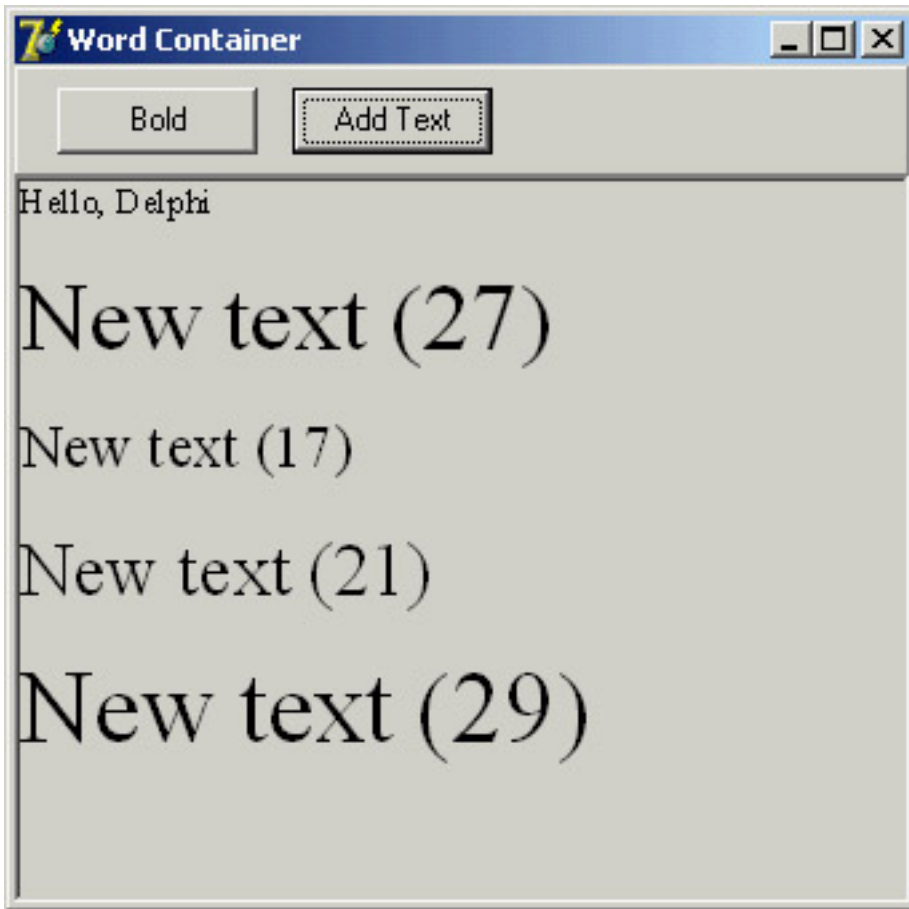 Word Container
Bold Add Text
Hello, Delphi
New text (27)
New text (17)
New text (21)
New text (29)